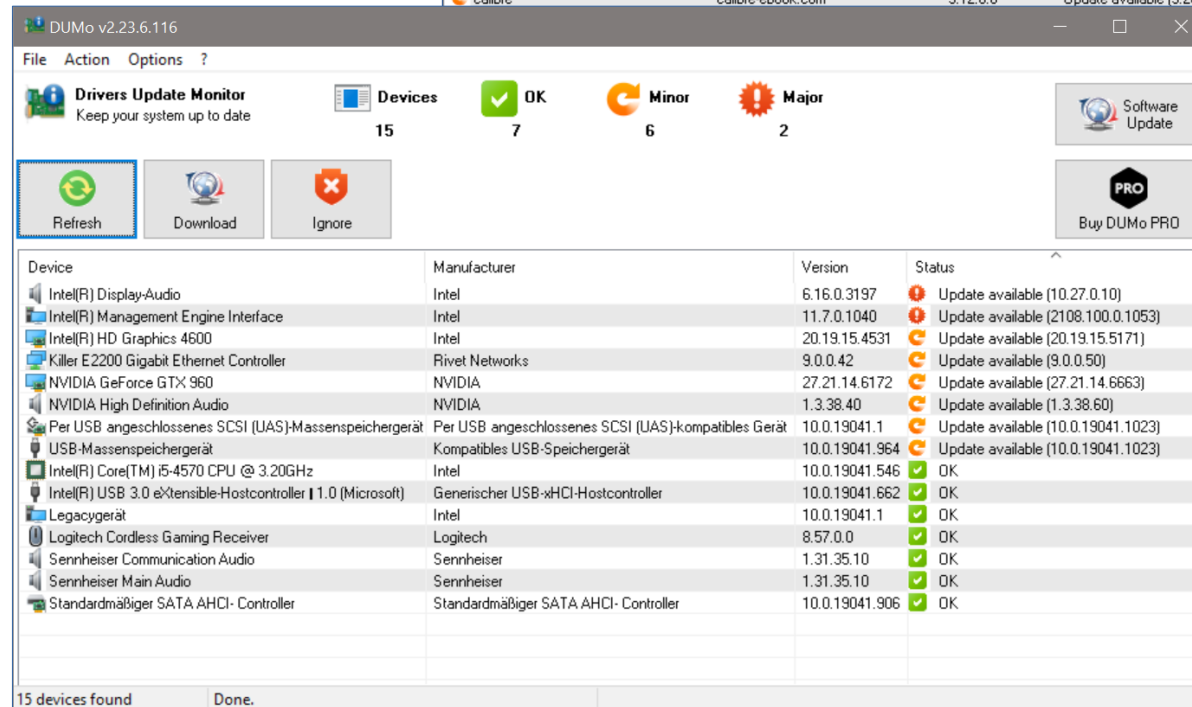 calibre calibre-ebook.com 5.12.0.0
DUMo v2.23.6.116
File Action Options ?
Drivers Update Monitor
Keep your system up to date
Devices
15
OK
7
Minor
6
Major
2
Software
Update
Refresh
Download
Ignore
PRO
Buy DUMo PRO
Device Manufacturer Version Status
Intel(R) Display-Audio Intel 6.16.0.3197 Update available (10.27.0.10)
Intel(R) Management Engine Interface Intel 11.7.0.1040 Update available (2108.100.0.1053)
Intel(R) HD Graphics 4600 Intel 20.19.15.4531 Update available (20.19.15.5171)
Killer E2200 Gigabit Ethernet Controller Rivet Networks 9.0.0.42 Update available (9.0.0.50)
NVIDIA GeForce GTX 960 NVIDIA 27.21.14.6172 Update available (27.21.14.6663)
NVIDIA High Definition Audio NVIDIA 1.3.38.40 Update available (1.3.38.60)
Per USB angeschlossenes SCSI (UAS)-Massenspeichergerät Per USB angeschlossenes SCSI (UAS)-kompatibles Gerät 10.0.19041.1 Update available (10.0.19041.1023)
USB-Massenspeichergerät Kompatibles USB-Speichergerät 10.0.19041.964 Update available (10.0.19041.1023)
Intel(R) Core(TM) i5-4570 CPU @ 3.20GHz Intel 10.0.19041.546 OK
Intel(R) USB 3.0 eXtensible-Hostcontroller | 1.0 (Microsoft) Generischer USB-xHCI-Hostcontroller 10.0.19041.662 OK
Legacygerät Intel 10.0.19041.1 OK
Logitech Cordless Gaming Receiver Logitech 8.57.0.0 OK
Sennheiser Communication Audio Sennheiser 1.31.35.10 OK
Sennheiser Main Audio Sennheiser 1.31.35.10 OK
Standardmäßiger SATA AHCI- Controller Standardmäßiger SATA AHCI- Controller 10.0.19041.906 OK
15 devices found Done.